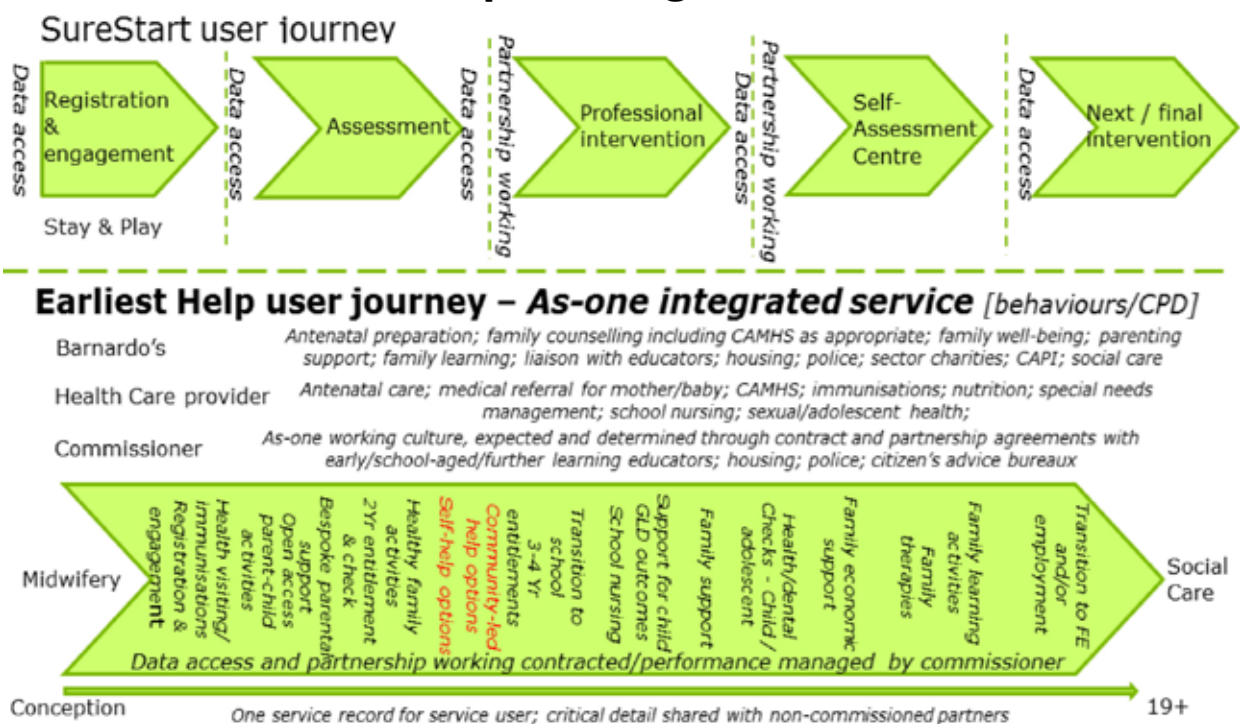 SureStart user journey
Data access
Registration
&
engagement
Stay & Play
Data access
Assessment
Data access
Partnership working
Professional
intervention
Data access
Partnership working
Self-
Assessment
Centre
Data access
Next / final
intervention
Earliest Help user journey – As-one integrated service [behaviours/CPD]
Barnardo's
Antenatal preparation; family counselling including CAMHS as appropriate; family well-being; parenting
support; family learning; liaison with educators; housing; police; sector charities; CAPI; social care
Health Care provider
Antenatal care; medical referral for mother/baby; CAMHS; immunisations; nutrition; special needs
management; school nursing; sexual/adolescent health;
Commissioner
As-one working culture, expected and determined through contract and partnership agreements with
early/school-aged/further learning educators; housing; police; citizen's advice bureaux
Midwifery
Registration &
engagement
Health visiting/
immunisations
Open access
parent-child
activities
Bespoke parental
support
2Yr entitlement
& check
Healthy family
activities
Self-help options
Community-led
help options
3-4 Yr
entitlements
Transition to
school
School nursing
Support for child
GLD outcomes
Family support
Health/dental
Checks - Child /
adolescent
Family economic
support
Family
therapies
Family learning
activities
Transition to FE
and/or
employment
Social
Care
Data access and partnership working contracted/performance managed by commissioner
Conception
19+
One service record for service user; critical detail shared with non-commissioned partners